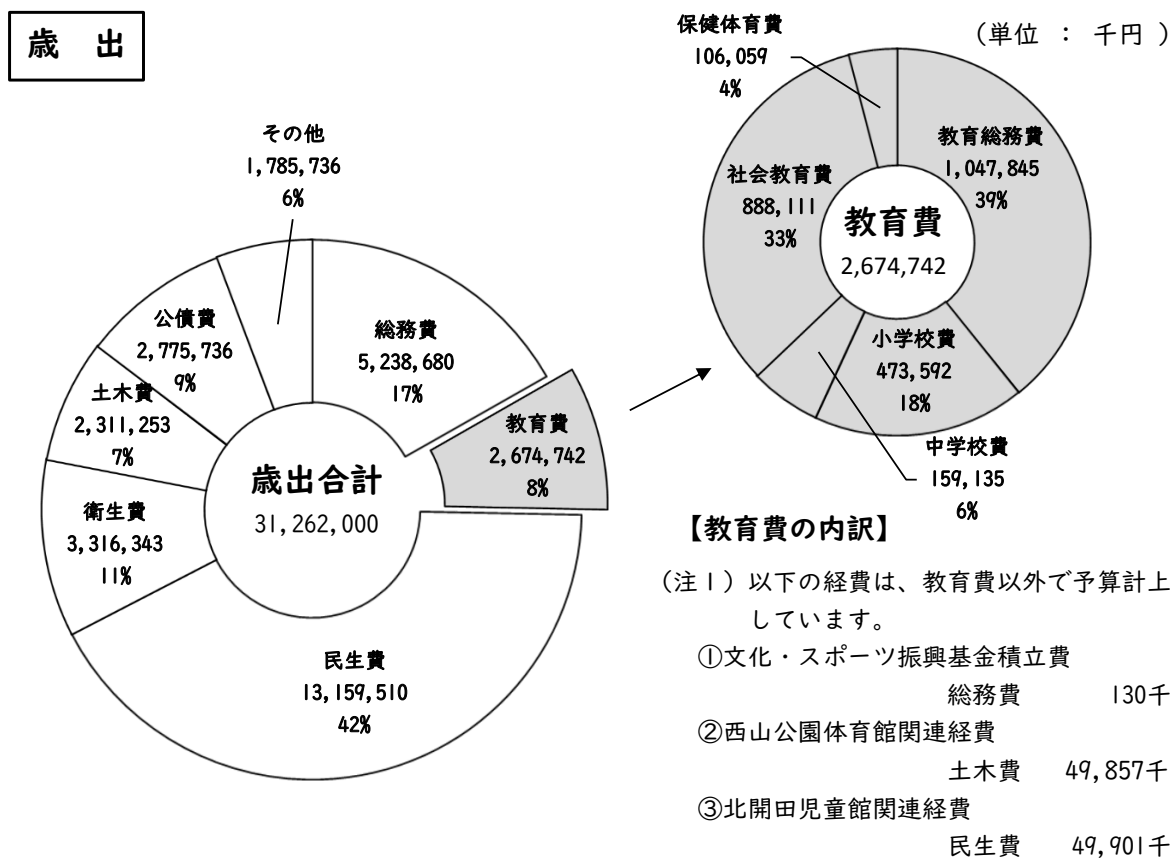 歳　出
（単位 ： 千円 ）
保健体育費
106,059
4%
教育総務費
1,047,845
39%
社会教育費
888,111
33%
教育費
2,674,742
小学校費
473,592
18%
中学校費
159,135
6%
その他
1,785,736
6%
公債費
2,775,736
9%
総務費
5,238,680
17%
土木費
2,311,253
7%
教育費
2,674,742
8%
歳出合計
31,262,000
衛生費
3,316,343
11%
民生費
13,159,510
42%
【教育費の内訳】
（注１）以下の経費は、教育費以外で予算計上
しています。
①文化・スポーツ振興基金積立費
総務費　130千
②西山公園体育館関連経費
土木費　49,857千
③北開田児童館関連経費
民生費　49,901千